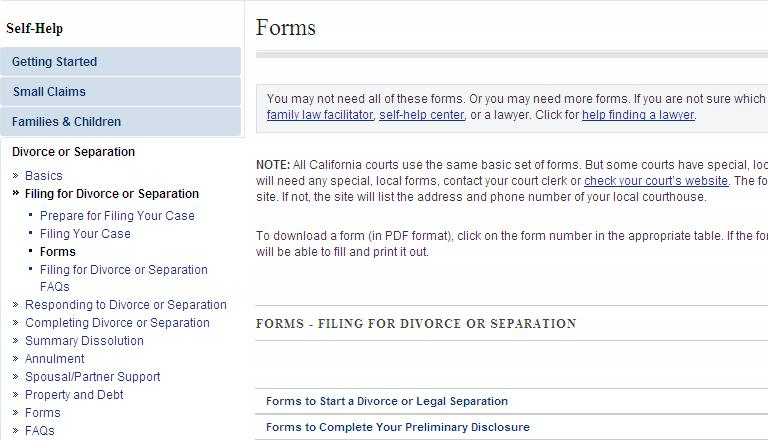 Self-Help
Getting Started
Small Claims
Families & Children
Divorce or Separation
» Basics
» Filing for Divorce or Separation
▪ Prepare for Filing Your Case
▪ Filing Your Case
▪ Forms
▪ Filing for Divorce or Separation
FAQs
» Responding to Divorce or Separation
» Completing Divorce or Separation
» Summary Dissolution
» Annulment
» Spousal/Partner Support
» Property and Debt
» Forms
» FAQs
Forms
You may not need all of these forms. Or you may need more forms. If you are not sure which
family law facilitator, self-help center, or a lawyer. Click for help finding a lawyer.
NOTE: All California courts use the same basic set of forms. But some courts have special, loc
will need any special, local forms, contact your court clerk or check your court's website. The fo
site. If not, the site will list the address and phone number of your local courthouse.
To download a form (in PDF format), click on the form number in the appropriate table. If the for
will be able to fill and print it out.
FORMS - FILING FOR DIVORCE OR SEPARATION
Forms to Start a Divorce or Legal Separation
Forms to Complete Your Preliminary Disclosure